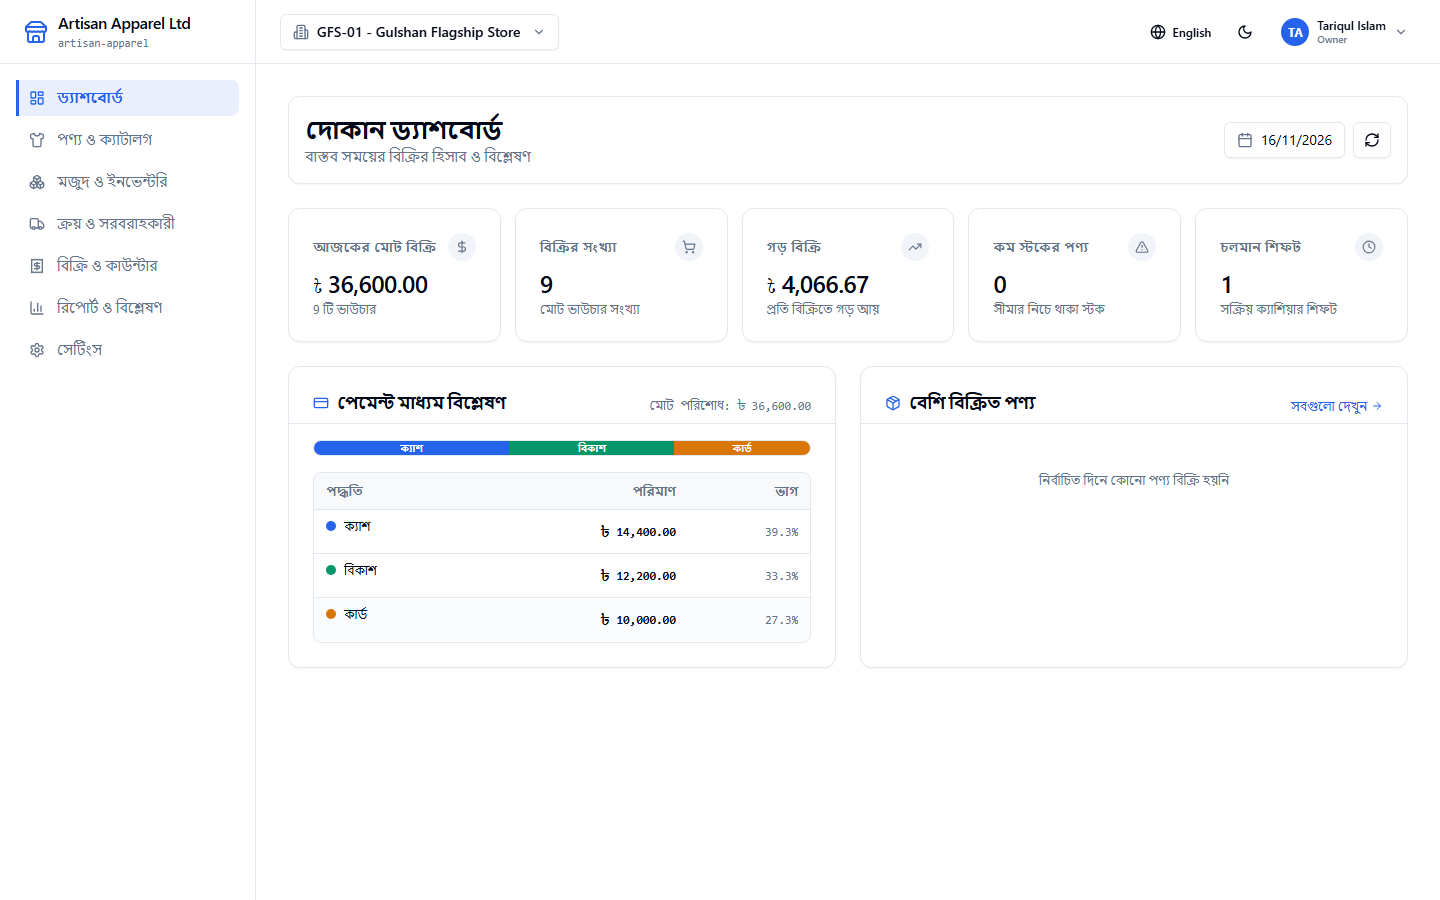 Artisan Apparel Ltd
artisan-apparel
GFS-01 - Gulshan Flagship Store
English
TA
Tariqul Islam
Owner
ড্যাশবোর্ড
পণ্য ও ক্যাটালগ
মজুদ ও ইনভেন্টরি
ক্রয় ও সরবরাহকারী
বিক্রি ও কাউন্টার
রিপোর্ট ও বিশ্লেষণ
সেটিংস
দোকান ড্যাশবোর্ড
বাস্তব সময়ের বিক্রির হিসাব ও বিশ্লেষণ
16/11/2026
আজকের মোট বিক্রি
৳ 36,600.00
9 টি ভাউচার
বিক্রির সংখ্যা
9
মোট ভাউচার সংখ্যা
গড় বিক্রি
৳ 4,066.67
প্রতি বিক্রিতে গড় আয়
কম স্টকের পণ্য
0
সীমার নিচে থাকা স্টক
চলমান শিফট
1
সক্রিয় ক্যাশিয়ার শিফট
পেমেন্ট মাধ্যম বিশ্লেষণ
মোট পরিশোধ: ৳ 36,600.00
ক্যাশ বিকাশ কার্ড
পদ্ধতি পরিমাণ ভাগ
ক্যাশ ৳ 14,400.00 39.3%
বিকাশ ৳ 12,200.00 33.3%
কার্ড ৳ 10,000.00 27.3%
বেশি বিক্রিত পণ্য
সবগুলো দেখুন →
নির্বাচিত দিনে কোনো পণ্য বিক্রি হয়নি